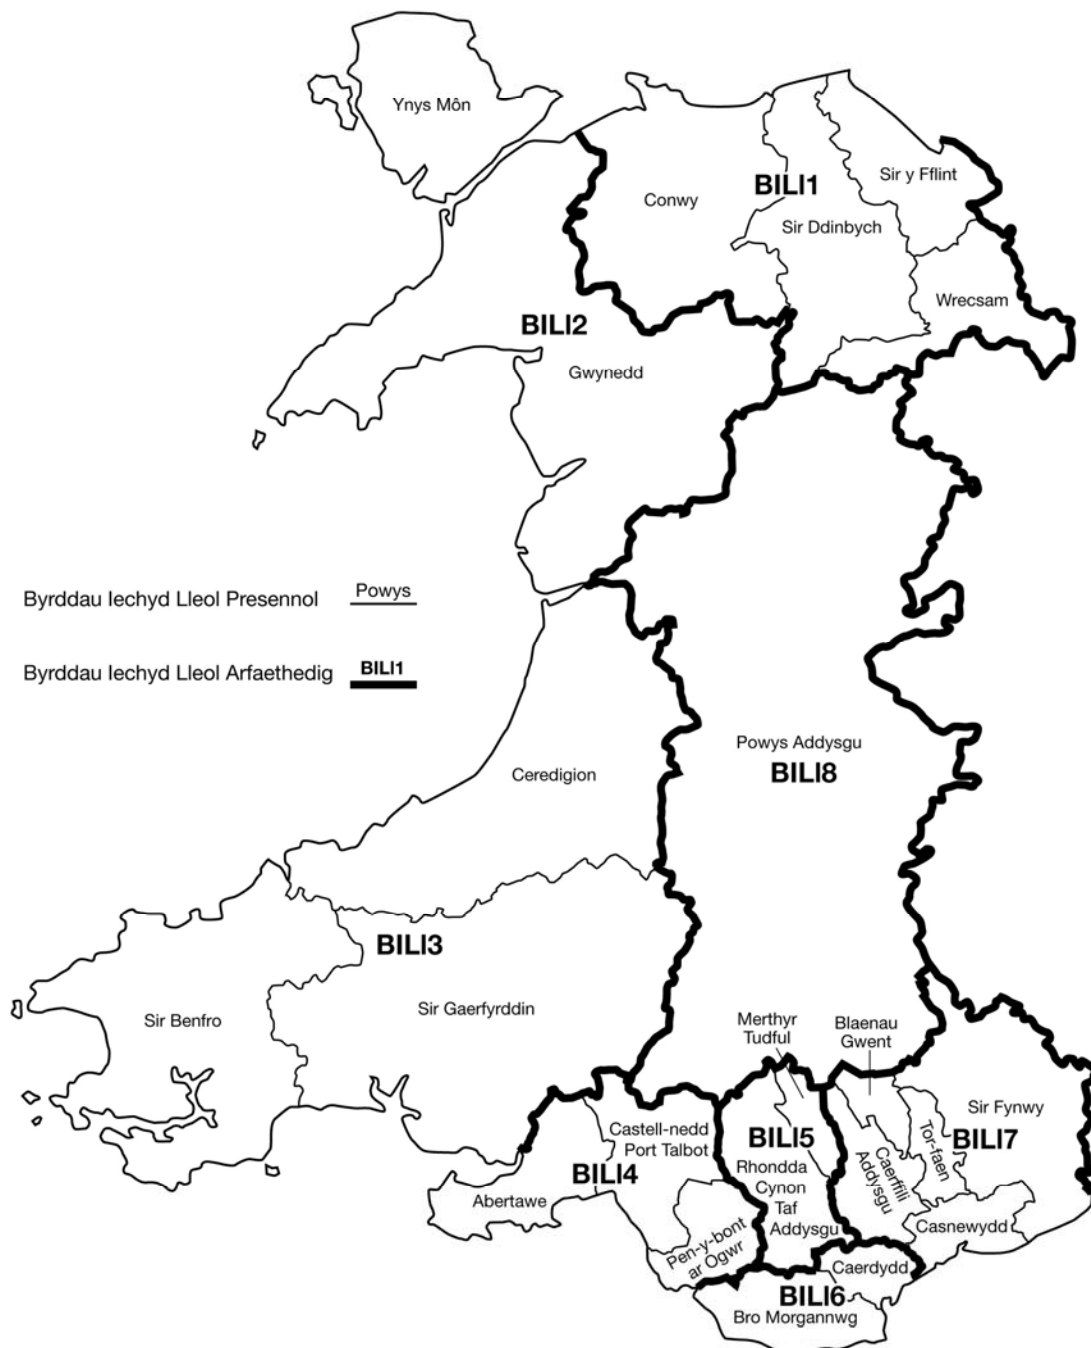 Ynys Môn
Conwy
BILl1
Sir y Fflint
Sir Ddinbych
Wrecsam
BILl2
Gwynedd
Byrddau Iechyd Lleol Presennol
Powys
Byrddau Iechyd Lleol Arfaethedig
BILl1
Ceredigion
Powys Addysgu
BILl8
BILl3
Sir Benfro
Sir Gaerfyrddin
Merthyr
Tudful
Blaenau
Gwent
Castell-nedd
Port Talbot
BILl4
Abertawe
Pen-y-bont
ar Ogwr
BILl5
Rhondda
Cynon
Taf
Addysgu
Caerffili
Addysgu
Tor-faen
Sir Fynwy
BILl7
Casnewydd
Caerdydd
BILl6
Bro Morgannwg